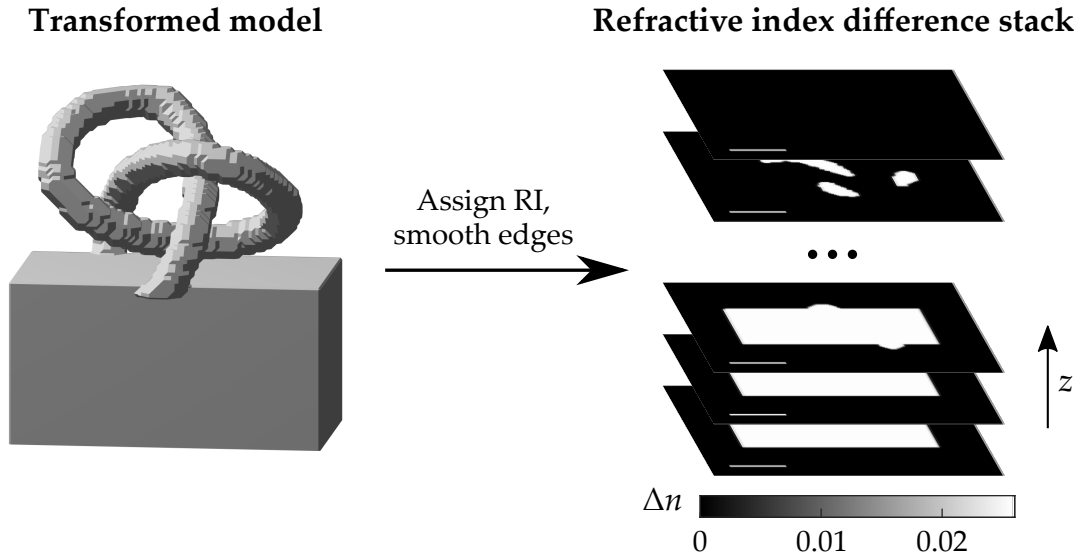 Transformed model
Refractive index difference stack
Assign RI,
smooth edges
z
Δn
0 0.01 0.02